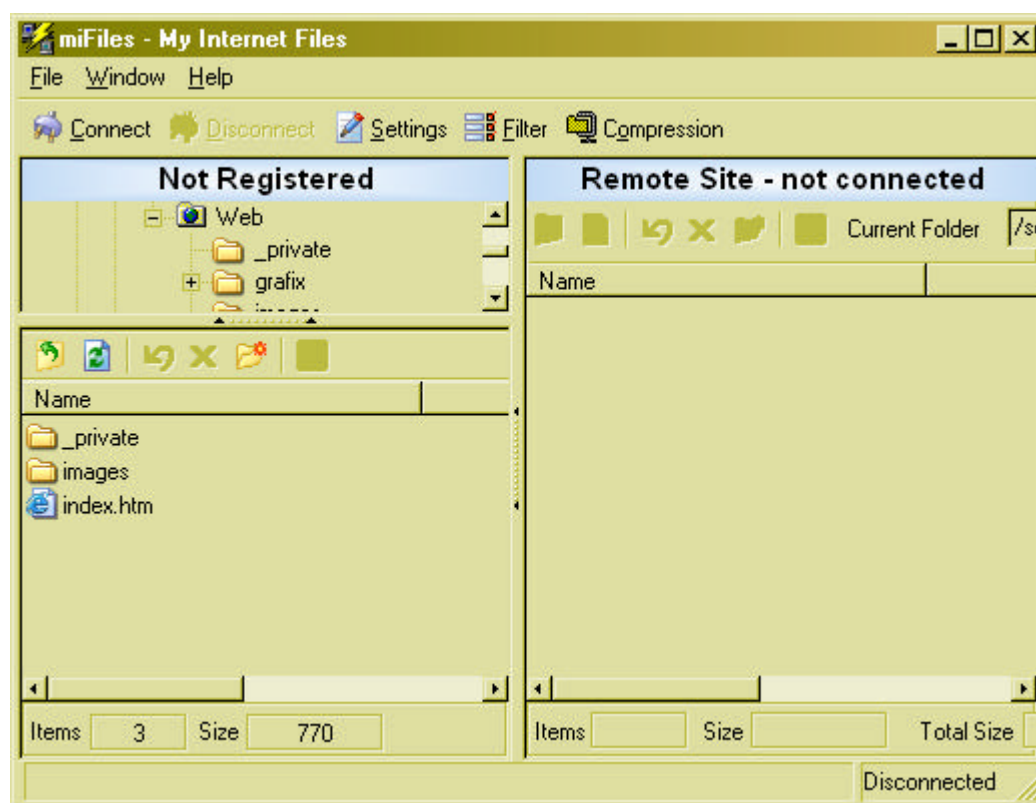 miFiles - My Internet Files
File Window Help
Connect Disconnect Settings Filter Compression
Not Registered
Web
_private
grafix
Name
_private
images
index.htm
Items 3 Size 770
Remote Site - not connected
Current Folder
Name
Items Size Total Size
Disconnected